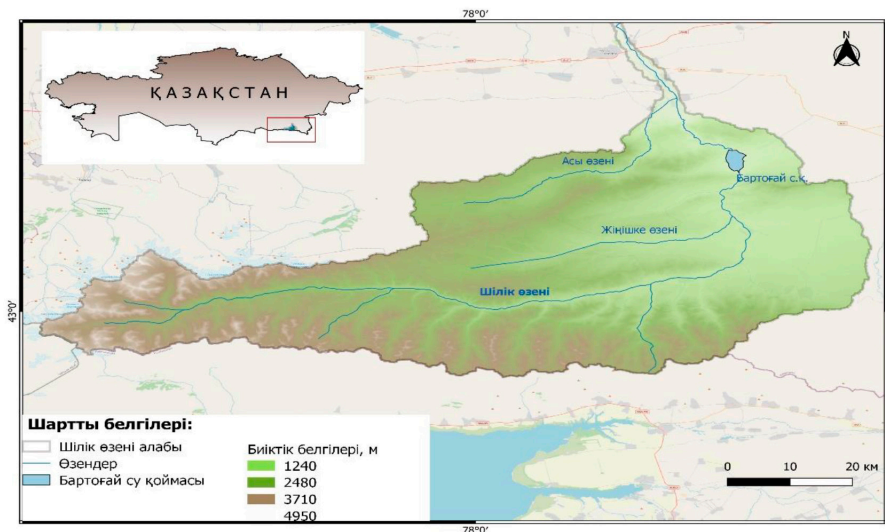 78°0'
N
ҚАЗАҚСТАН
Асы өзені
Бартоғай с.қ.
Жіңішке өзені
Шілік өзені
43°0'
Шартты белгілері:
Шілік өзені алабы
Өзендер
Бартоғай су қоймасы
Биіктік белгілері, м
1240
2480
3710
4950
0 10 20 км
78°0'